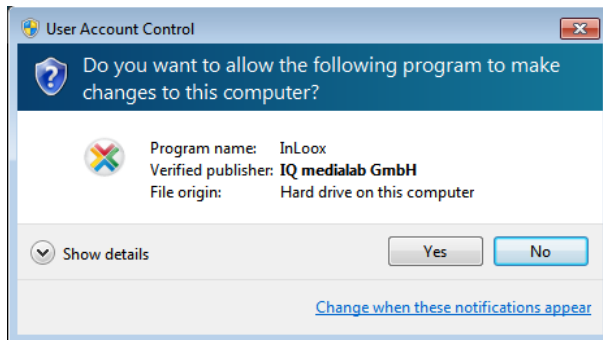 User Account Control
Do you want to allow the following program to make
changes to this computer?
Program name: InLoox
Verified publisher: IQ medialab GmbH
File origin: Hard drive on this computer
Show details
Yes
No
Change when these notifications appear